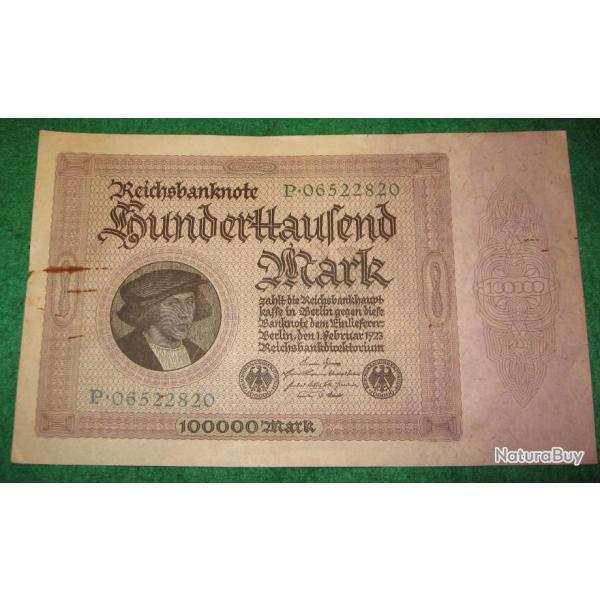 Reichsbanknote P·06522820
Hunderttausend
Mark
zahlt die Reichsbankhaupt
kasse in Berlin gegen diese
Banknote dem Einlieferer.
Berlin, den 1. Februar 1923
Reichsbankdirektorium
P·06522820
100000 Mark
100000
NaturaBuy